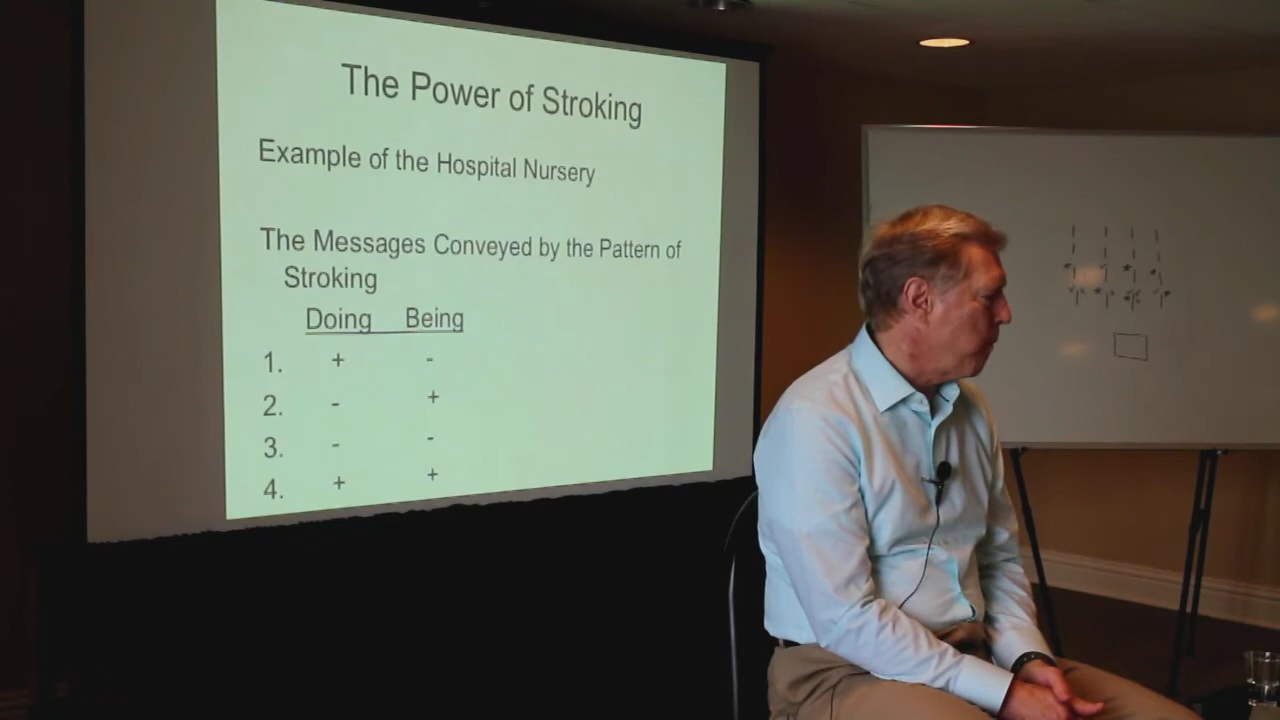 The Power of Stroking
Example of the Hospital Nursery
The Messages Conveyed by the Pattern of
Stroking
Doing Being
1. + -
2. - +
3. - -
4. + +